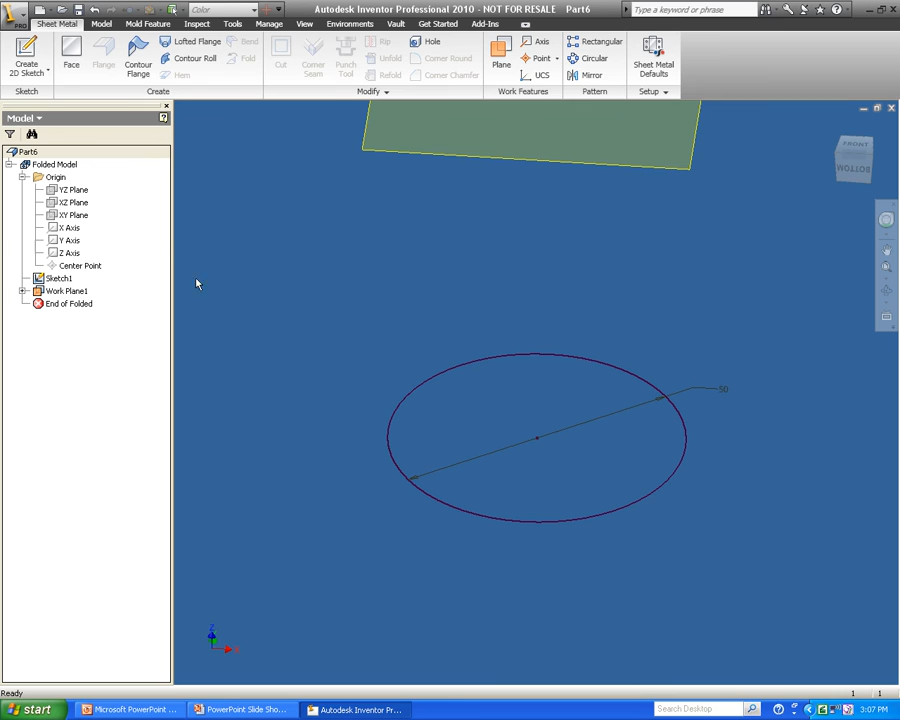 PRO
Color
Autodesk Inventor Professional 2010 - NOT FOR RESALE   Part6
Type a keyword or phrase
Sheet Metal   Model   Mold Feature   Inspect   Tools   Manage   View   Environments   Vault   Get Started   Add-Ins
Create 2D Sketch
Face
Flange
Contour Flange
Lofted Flange
Contour Roll
Hem
Bend
Fold
Cut
Corner Seam
Punch Tool
Rip
Unfold
Refold
Hole
Corner Round
Corner Chamfer
Plane
Axis
Point
UCS
Rectangular
Circular
Mirror
Sheet Metal Defaults
Sketch   Create   Modify   Work Features   Pattern   Setup
Model
Part6
Folded Model
Origin
YZ Plane
XZ Plane
XY Plane
X Axis
Y Axis
Z Axis
Center Point
Sketch1
Work Plane1
End of Folded
FRONT
BOTTOM
50
Z
X
Ready   1   1
start   Microsoft PowerPoint ...   PowerPoint Slide Sho...   Autodesk Inventor Pr...   Search Desktop   3:07 PM